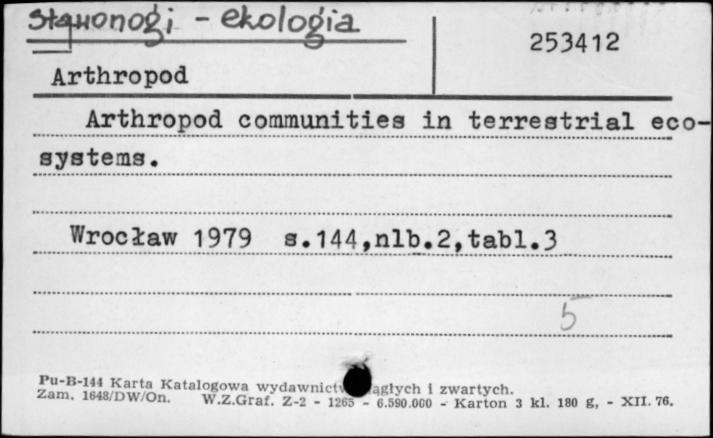 Stawonogi - ekologia
253412
Arthropod
Arthropod communities in terrestrial eco-
systems.
Wrocław 1979 s.144,nlb.2,tabl.3
5
Pu-B-144 Karta Katalogowa wydawnictw ciągłych i zwartych.
Zam. 1648/DW/On. W.Z.Graf. Z-2 - 1265 - 6.590.000 - Karton 3 kl. 180 g, - XII. 76.